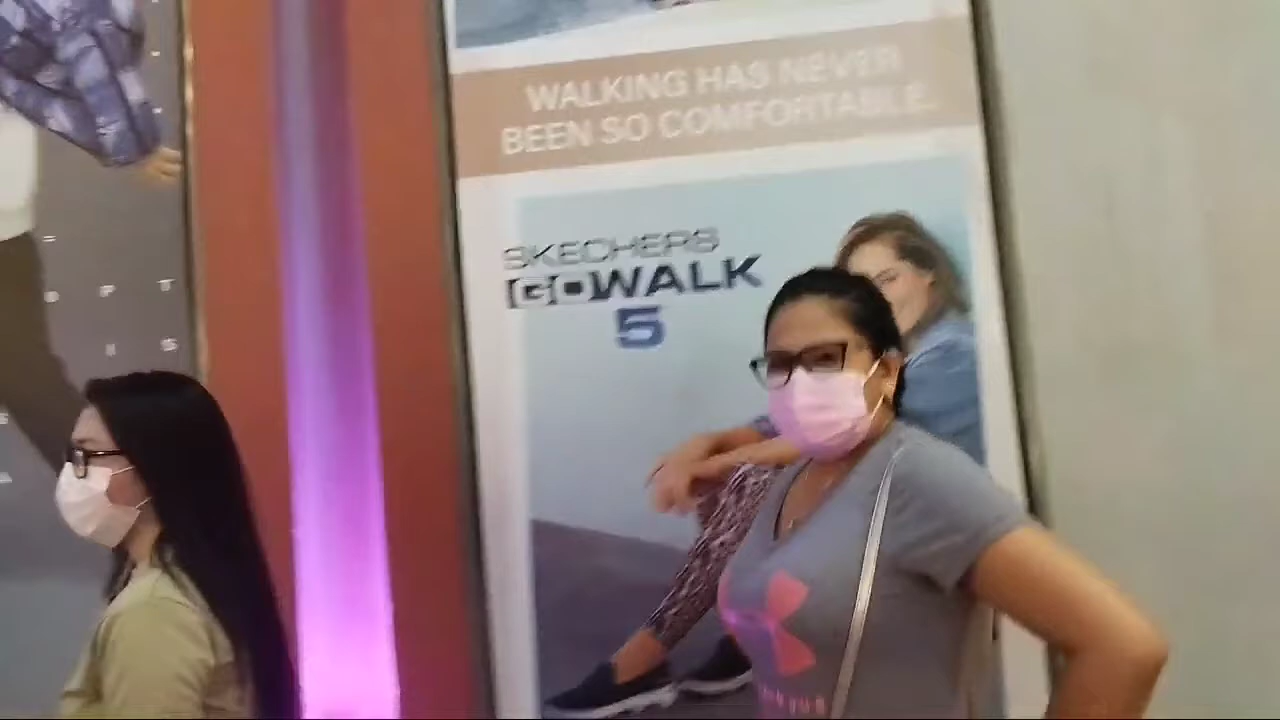 WALKING HAS NEVER
BEEN SO COMFORTABLE.
SKECHERS
GOWALK
5